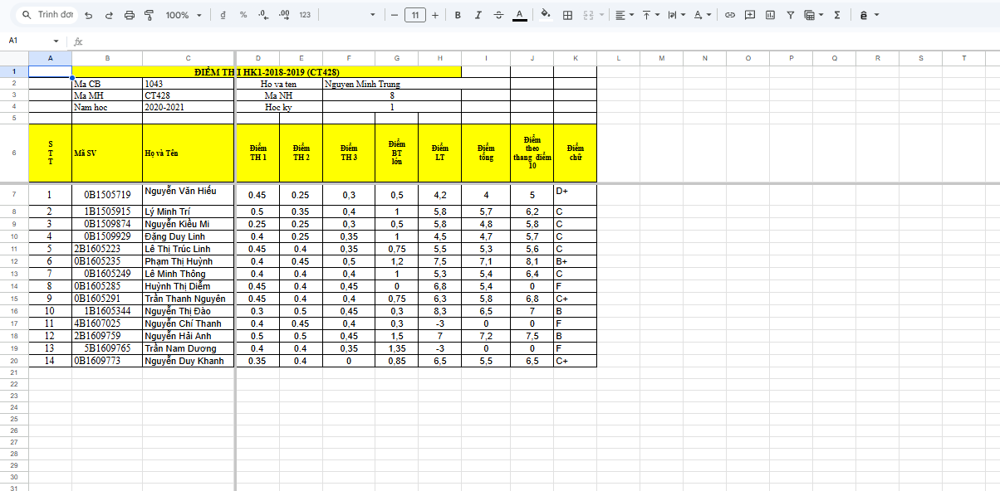 Trình đơn 100% đ % .0 .00 123 − 11 + B I S A Σ
A1 fx
A B C D E F G H I J K L M N O P Q R S T
1 ĐIỂM THI HK1-2018-2019 (CT428)
2 Ma CB 1043 Ho va ten Nguyen Minh Trung
3 Ma MH CT428 Ma NH 8
4 Nam hoc 2020-2021 Hoc ky 1
5
6 S T T Mã SV Họ và Tên Điểm TH 1 Điểm TH 2 Điểm TH 3 Điểm BT lớn Điểm LT Điểm tổng Điểm theo thang điểm 10 Điểm chữ
7 1 0B1505719 Nguyễn Văn Hiếu 0.45 0.25 0,3 0,5 4,2 4 5 D+
8 2 1B1505915 Lý Minh Trí 0.5 0.35 0,4 1 5,8 5,7 6,2 C
9 3 0B1509874 Nguyễn Kiều Mi 0.25 0.25 0,3 0,5 5,8 4,8 5,8 C
10 4 0B1509929 Đặng Duy Linh 0.4 0.25 0,35 1 4,5 4,7 5,7 C
11 5 2B1605223 Lê Thị Trúc Linh 0.45 0.4 0,35 0,75 5,5 5,3 5,6 C
12 6 0B1605235 Phạm Thị Huỳnh 0.4 0.45 0,5 1,2 7,5 7,1 8,1 B+
13 7 0B1605249 Lê Minh Thông 0.4 0.4 0,4 1 5,3 5,4 6,4 C
14 8 0B1605285 Huỳnh Thị Diễm 0.45 0.4 0,45 0 6,8 5,4 0 F
15 9 0B1605291 Trần Thanh Nguyên 0.45 0.4 0,4 0,75 6,3 5,8 6,8 C+
16 10 1B1605344 Nguyễn Thị Đào 0.3 0.5 0,45 0,3 8,3 6,5 7 B
17 11 4B1607025 Nguyễn Chí Thanh 0.4 0.45 0,4 0,3 -3 0 0 F
18 12 2B1609759 Nguyễn Hải Anh 0.5 0.5 0,45 1,5 7 7,2 7,5 B
19 13 5B1609765 Trần Nam Dương 0.4 0.4 0,35 1,35 -3 0 0 F
20 14 0B1609773 Nguyễn Duy Khanh 0.35 0.4 0 0,85 6,5 5,5 6,5 C+
21
22
23
24
25
26
27
28
29
30
31